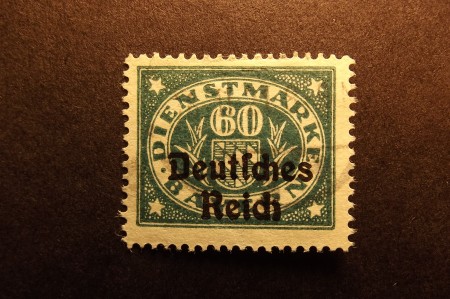 DIENSTMARKE
60
Deutſches
Reich